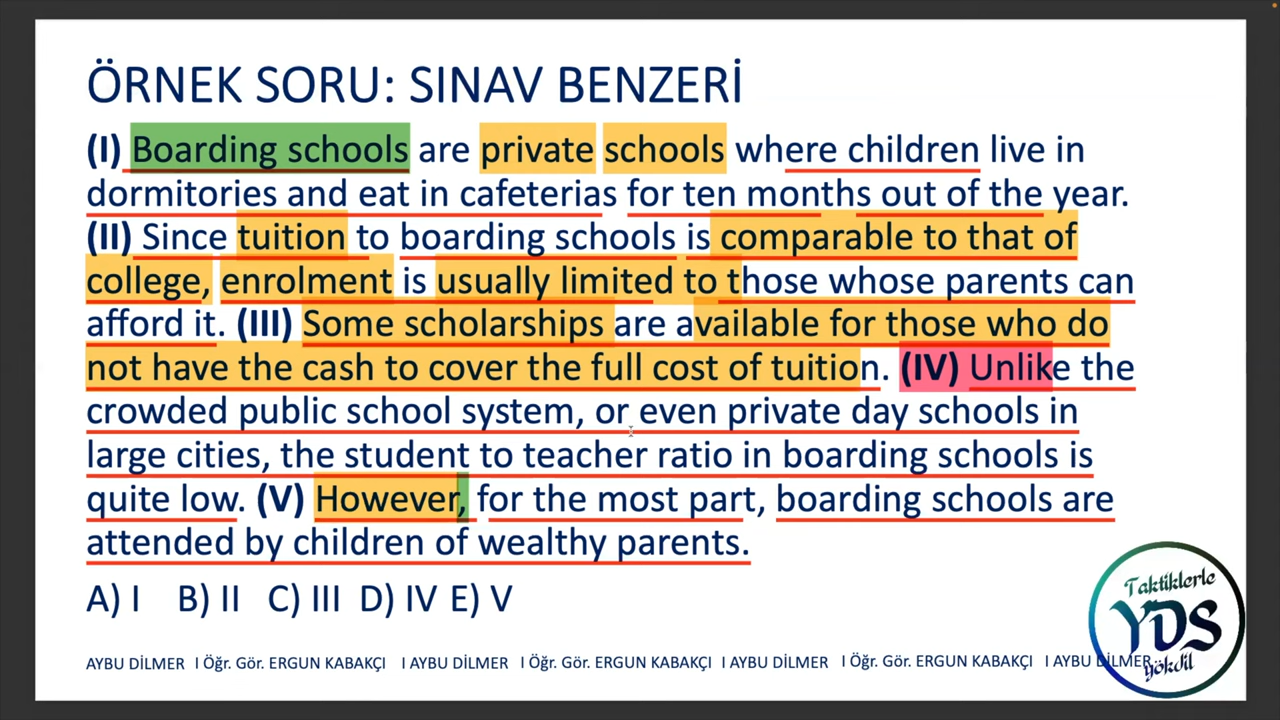 ÖRNEK SORU: SINAV BENZERİ
(I) Boarding schools are private schools where children live in
dormitories and eat in cafeterias for ten months out of the year.
(II) Since tuition to boarding schools is comparable to that of
college, enrolment is usually limited to those whose parents can
afford it. (III) Some scholarships are available for those who do
not have the cash to cover the full cost of tuition. (IV) Unlike the
crowded public school system, or even private day schools in
large cities, the student to teacher ratio in boarding schools is
quite low. (V) However, for the most part, boarding schools are
attended by children of wealthy parents.
A) I B) II C) III D) IV E) V
AYBU DİLMER I Öğr. Gör. ERGUN KABAKÇI I AYBU DİLMER I Öğr. Gör. ERGUN KABAKÇI I AYBU DİLMER I Öğr. Gör. ERGUN KABAKÇI I AYBU DİLMER
Taktiklerle
YDS
yökdil